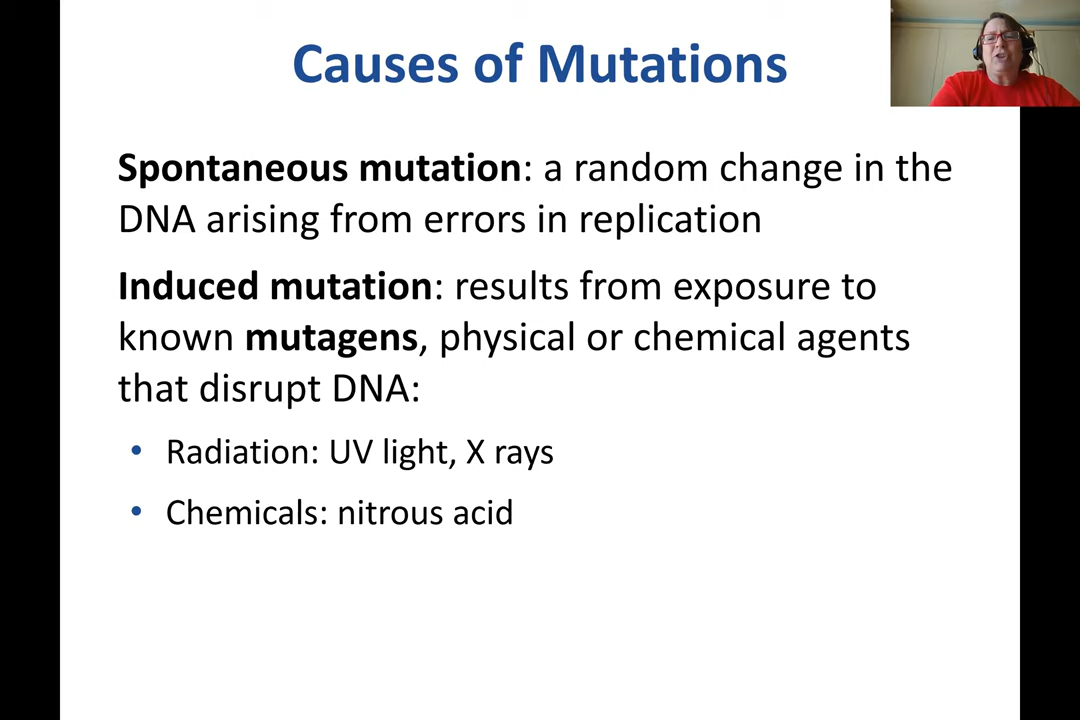 Causes of Mutations
Spontaneous mutation: a random change in the
DNA arising from errors in replication
Induced mutation: results from exposure to
known mutagens, physical or chemical agents
that disrupt DNA:
• Radiation: UV light, X rays
• Chemicals: nitrous acid